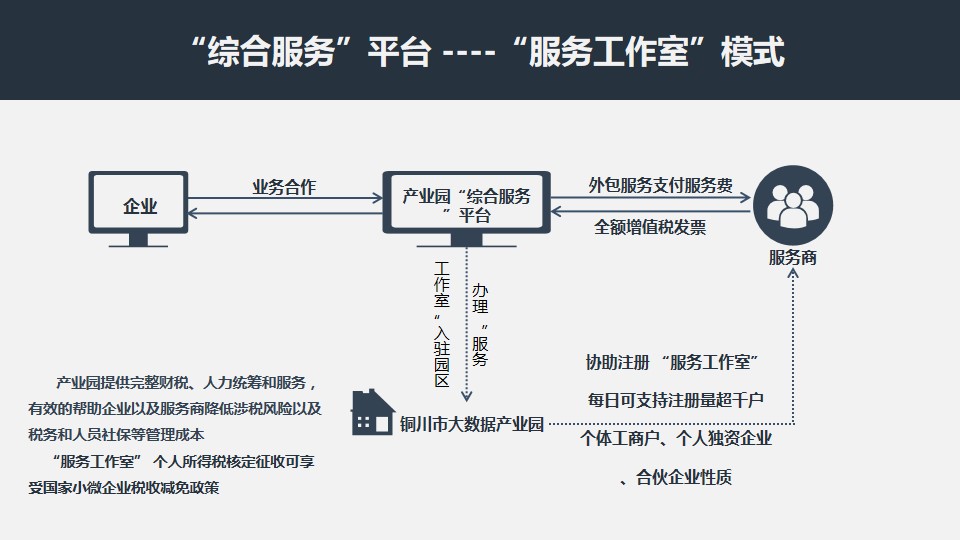 “综合服务”平台 ----“服务工作室”模式
企业
业务合作
产业园“综合服务
”平台
外包服务支付服务费
全额增值税发票
服务商
办理“服务
工作室“入驻园区
铜川市大数据产业园
协助注册 “服务工作室”
每日可支持注册量超千户
个体工商户、个人独资企业
、合伙企业性质
产业园提供完整财税、人力统筹和服务，
有效的帮助企业以及服务商降低涉税风险以及
税务和人员社保等管理成本
“服务工作室” 个人所得税核定征收可享
受国家小微企业税收减免政策